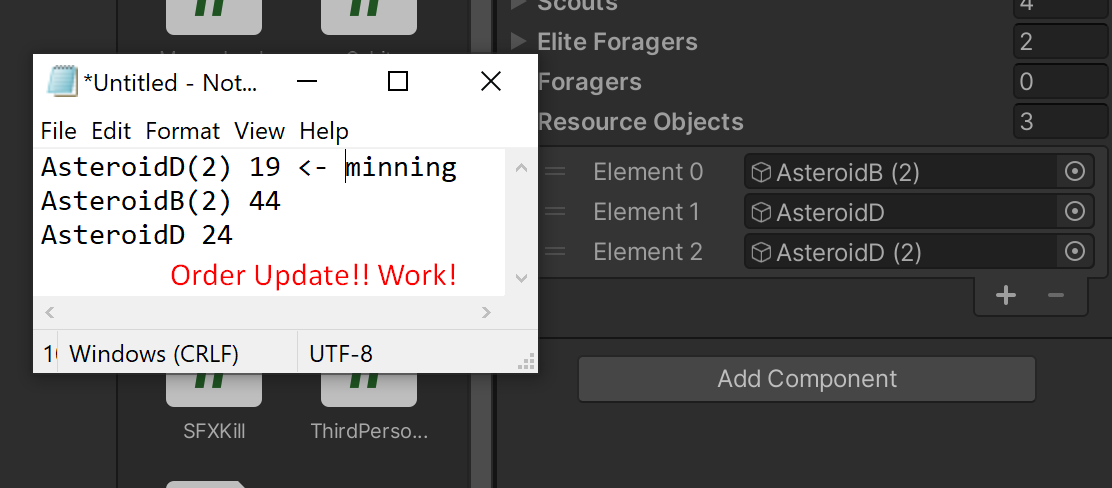 Scouts 4
Elite Foragers 2
Foragers 0
Resource Objects 3
Element 0 AsteroidB (2)
Element 1 AsteroidD
Element 2 AsteroidD (2)
Add Component
*Untitled - Not...
File Edit Format View Help
AsteroidD(2) 19 <- minning
AsteroidB(2) 44
AsteroidD 24
Order Update!! Work!
Windows (CRLF) UTF-8
SFXKill ThirdPerso...